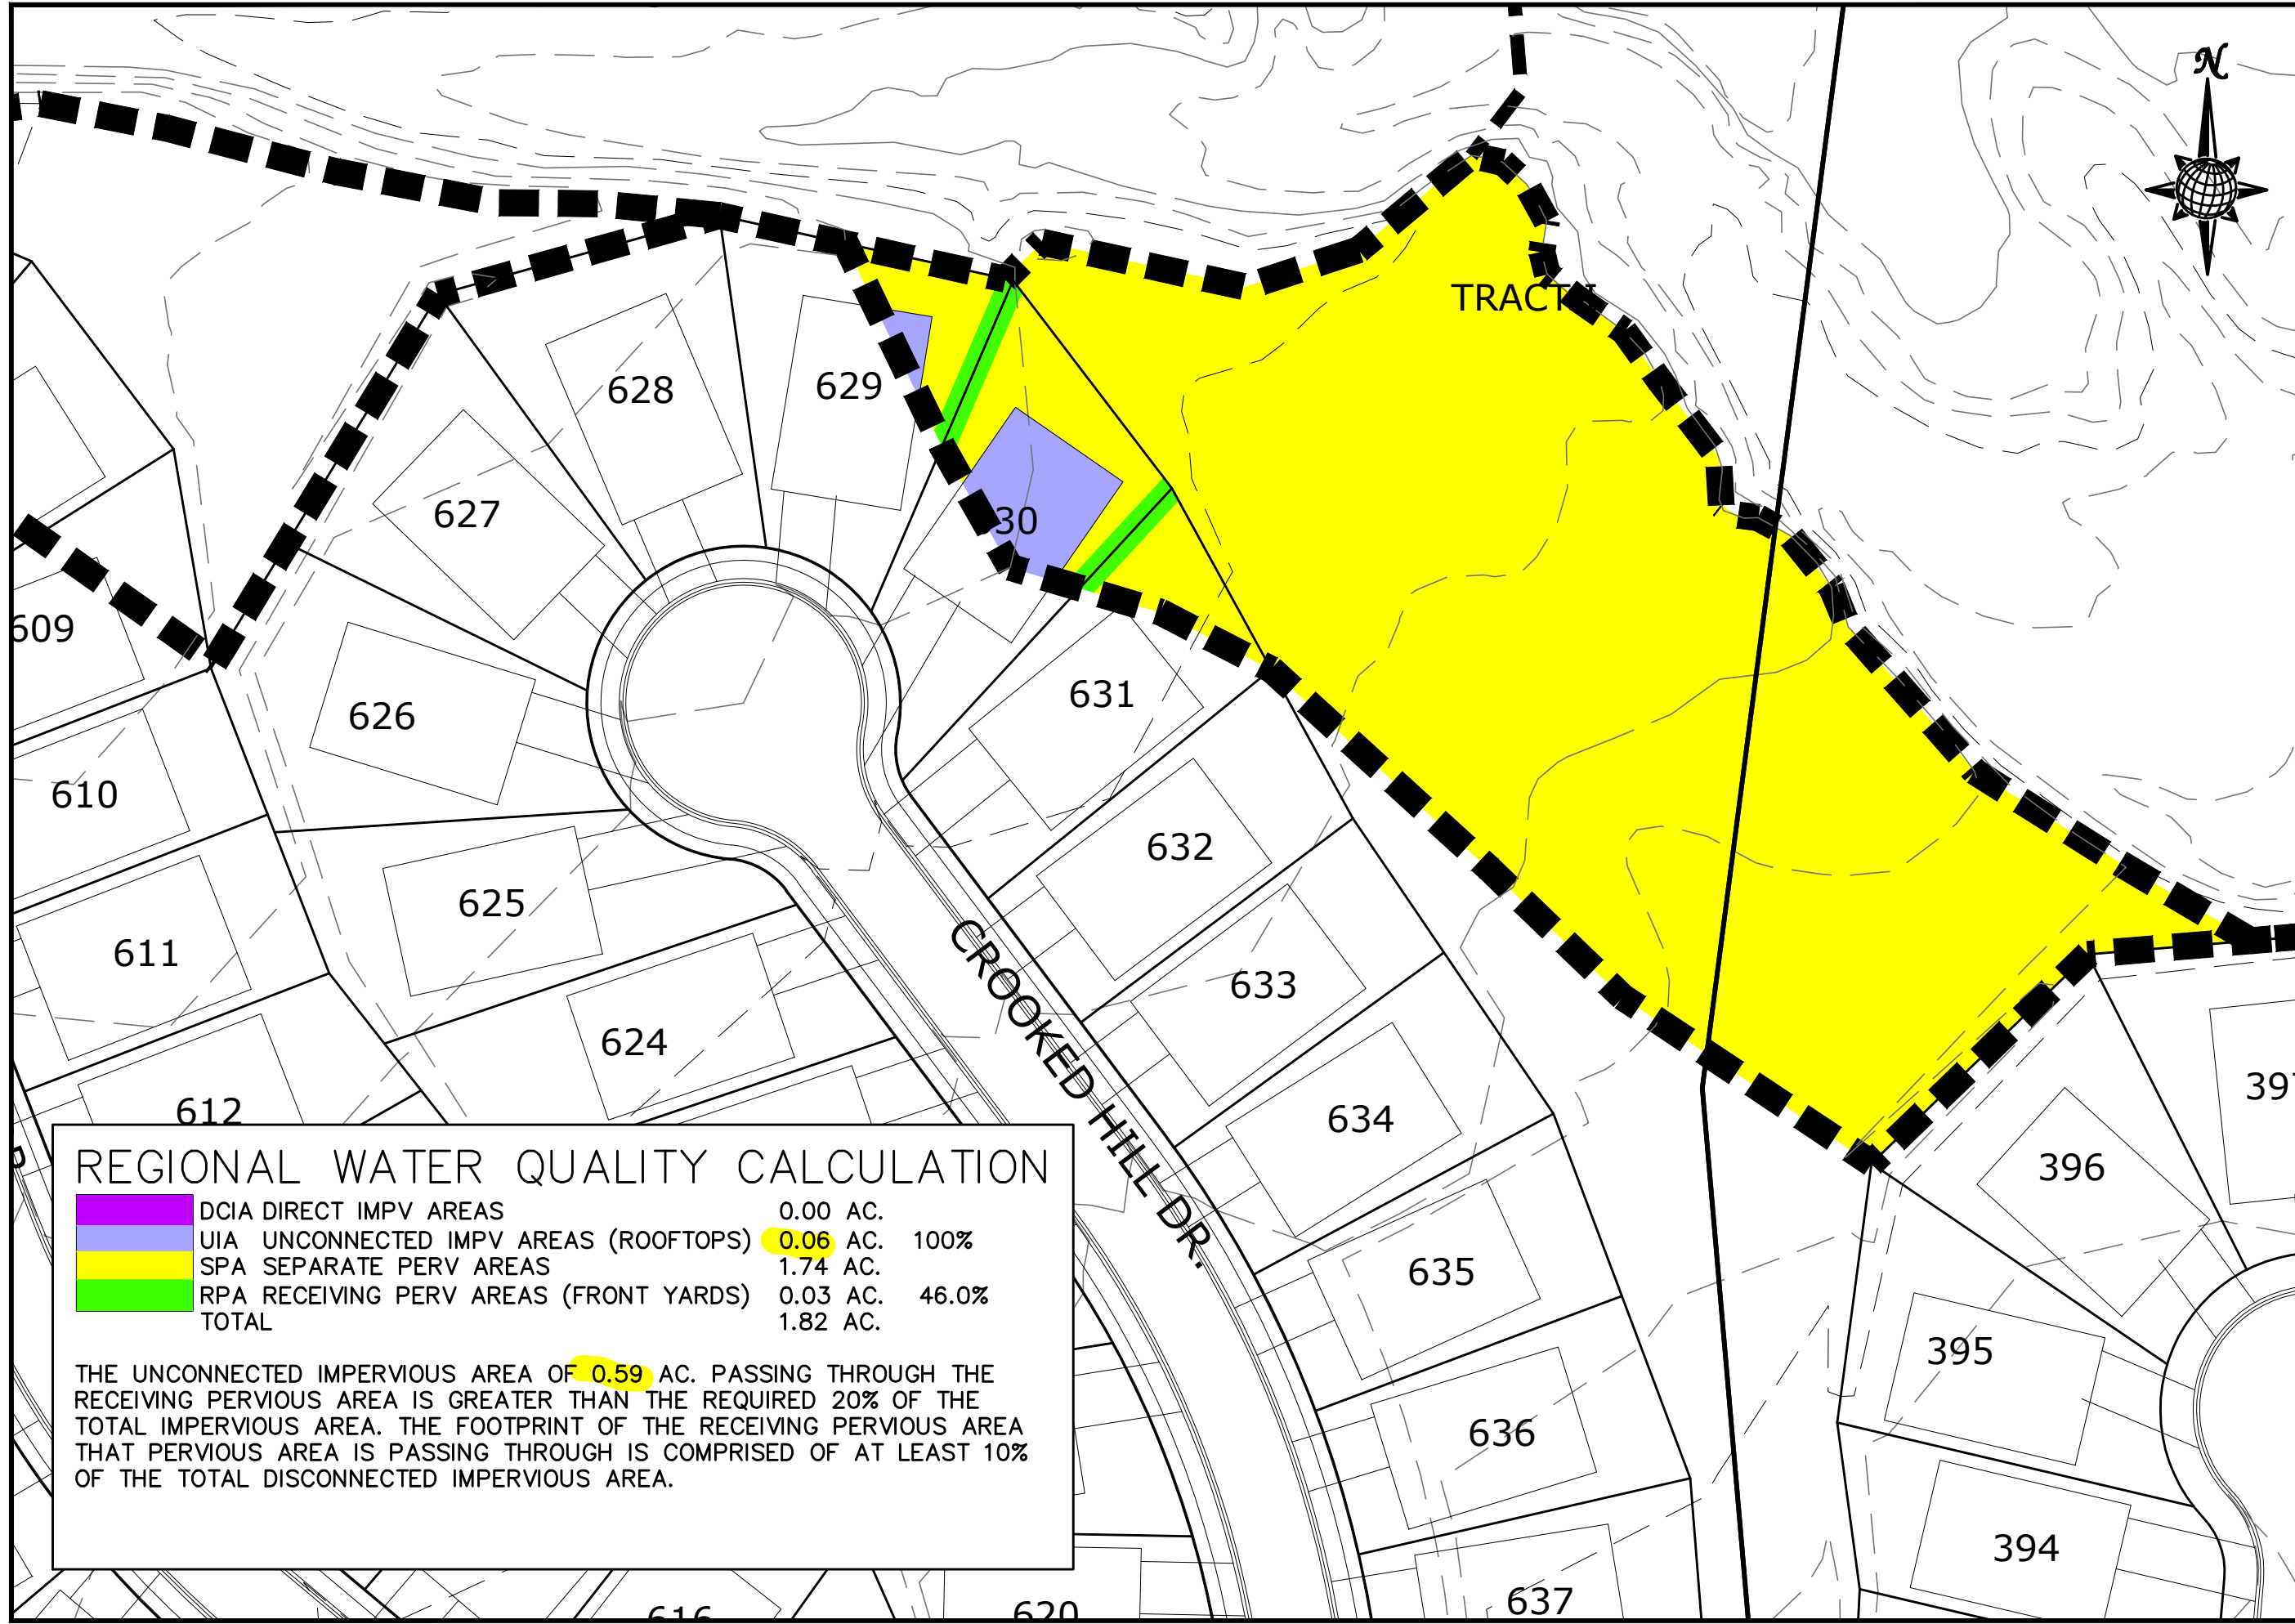 N
TRACT
628
629
627
30
609
631
626
610
632
625
611
633
CROOKED HILL DR.
624
634
612
396
635
395
636
394
637
620
REGIONAL WATER QUALITY CALCULATION
DCIA DIRECT IMPV AREAS 0.00 AC.
UIA UNCONNECTED IMPV AREAS (ROOFTOPS) 0.06 AC. 100%
SPA SEPARATE PERV AREAS 1.74 AC.
RPA RECEIVING PERV AREAS (FRONT YARDS) 0.03 AC. 46.0%
TOTAL 1.82 AC.
THE UNCONNECTED IMPERVIOUS AREA OF 0.59 AC. PASSING THROUGH THE
RECEIVING PERVIOUS AREA IS GREATER THAN THE REQUIRED 20% OF THE
TOTAL IMPERVIOUS AREA. THE FOOTPRINT OF THE RECEIVING PERVIOUS AREA
THAT PERVIOUS AREA IS PASSING THROUGH IS COMPRISED OF AT LEAST 10%
OF THE TOTAL DISCONNECTED IMPERVIOUS AREA.